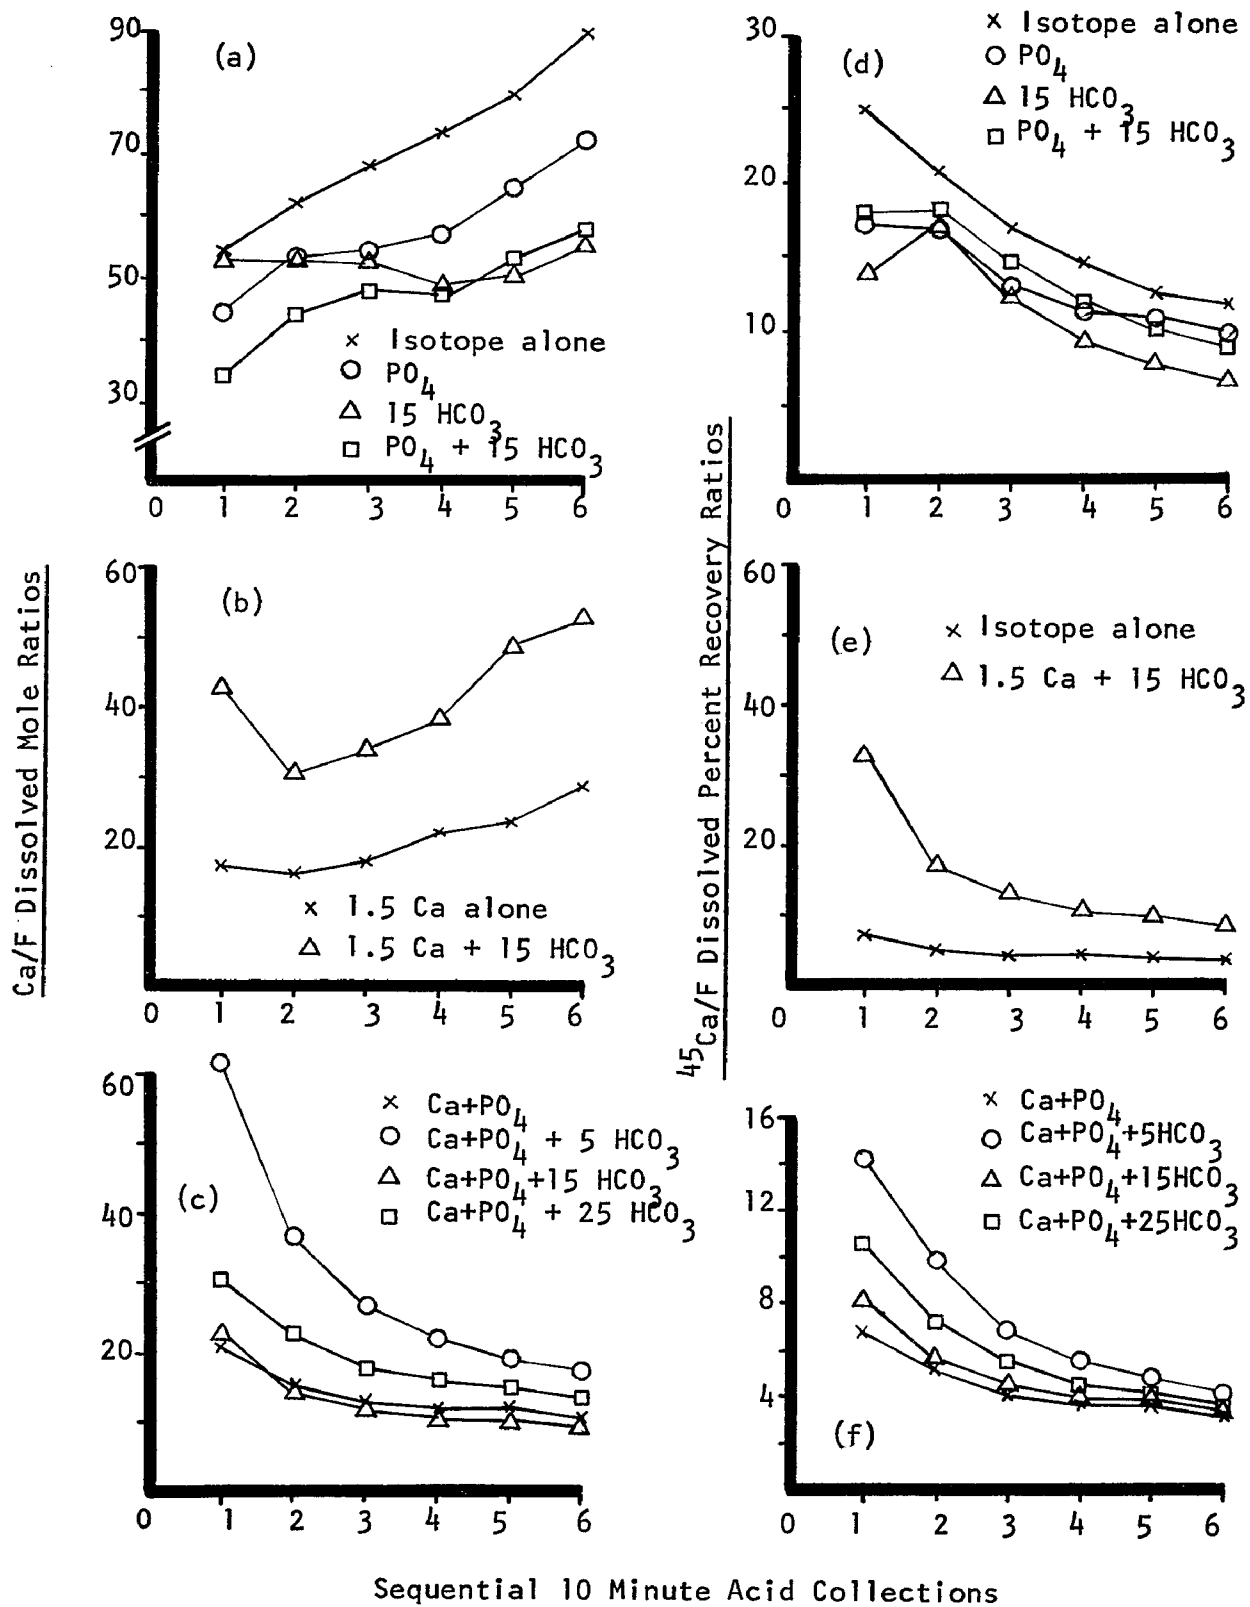 Ca/F Dissolved Mole Ratios
90
70
50
30
(a)
× Isotope alone
○ PO4
△ 15 HCO3
□ PO4 + 15 HCO3
0 1 2 3 4 5 6
60
40
20
(b)
× 1.5 Ca alone
△ 1.5 Ca + 15 HCO3
0 1 2 3 4 5 6
60
40
20
(c)
× Ca+PO4
○ Ca+PO4 + 5 HCO3
△ Ca+PO4+15 HCO3
□ Ca+PO4 + 25 HCO3
0 1 2 3 4 5 6
45Ca/F Dissolved Percent Recovery Ratios
30
20
10
(d)
× Isotope alone
○ PO4
△ 15 HCO3
□ PO4 + 15 HCO3
0 1 2 3 4 5 6
60
40
20
(e)
× Isotope alone
△ 1.5 Ca + 15 HCO3
0 1 2 3 4 5 6
16
12
8
4
(f)
× Ca+PO4
○ Ca+PO4+5HCO3
△ Ca+PO4+15HCO3
□ Ca+PO4+25HCO3
0 1 2 3 4 5 6
Sequential 10 Minute Acid Collections